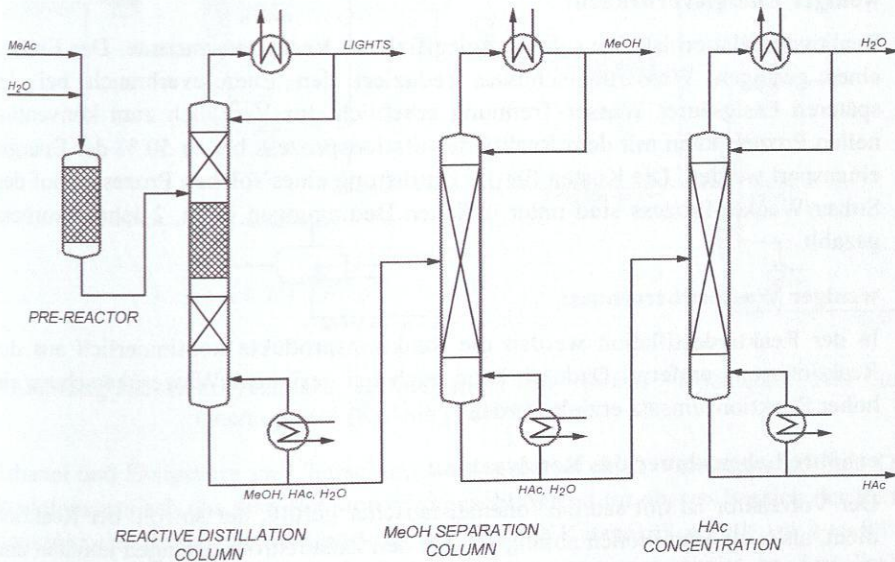 MeAc
LIGHTS
MeOH
H₂O
H₂O
PRE-REACTOR
HAc
MeOH, HAc, H₂O
HAc, H₂O
REACTIVE DISTILLATION
COLUMN
MeOH SEPARATION
COLUMN
HAc
CONCENTRATION